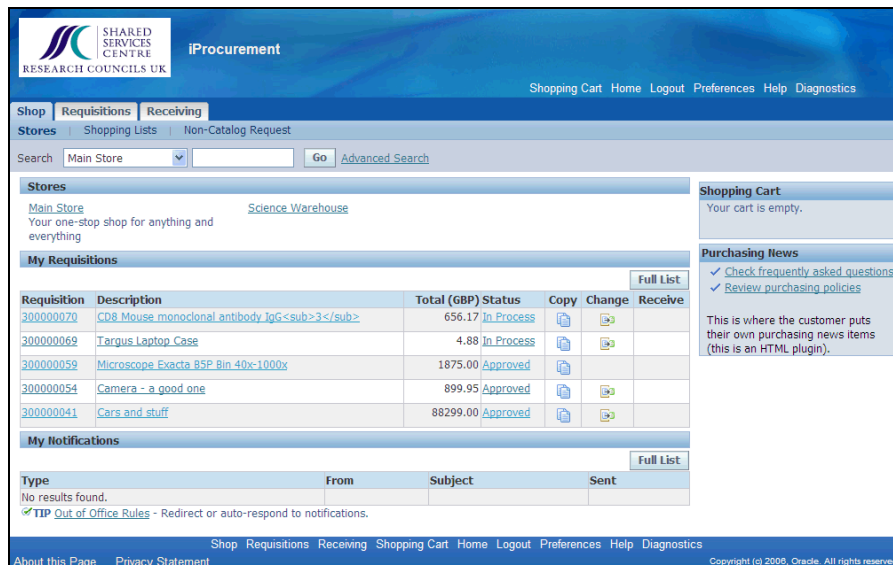 SHARED
SERVICES
CENTRE
RESEARCH COUNCILS UK
iProcurement
Shopping Cart Home Logout Preferences Help Diagnostics
Shop Requisitions Receiving
Stores | Shopping Lists | Non-Catalog Request
Search Main Store Go Advanced Search
Stores
Main Store Science Warehouse
Your one-stop shop for anything and
everything
My Requisitions
Full List
Requisition Description Total (GBP) Status Copy Change Receive
300000070 CD8 Mouse monoclonal antibody IgG<sub>3</sub> 656.17 In Process
300000069 Targus Laptop Case 4.88 In Process
300000059 Microscope Exacta B5P Bin 40x-1000x 1875.00 Approved
300000054 Camera - a good one 899.95 Approved
300000041 Cars and stuff 88299.00 Approved
My Notifications
Full List
Type From Subject Sent
No results found.
TIP Out of Office Rules - Redirect or auto-respond to notifications.
Shopping Cart
Your cart is empty.
Purchasing News
Check frequently asked questions
Review purchasing policies
This is where the customer puts
their own purchasing news items
(this is an HTML plugin).
Shop Requisitions Receiving Shopping Cart Home Logout Preferences Help Diagnostics
About this Page Privacy Statement Copyright (c) 2006, Oracle. All rights reserve